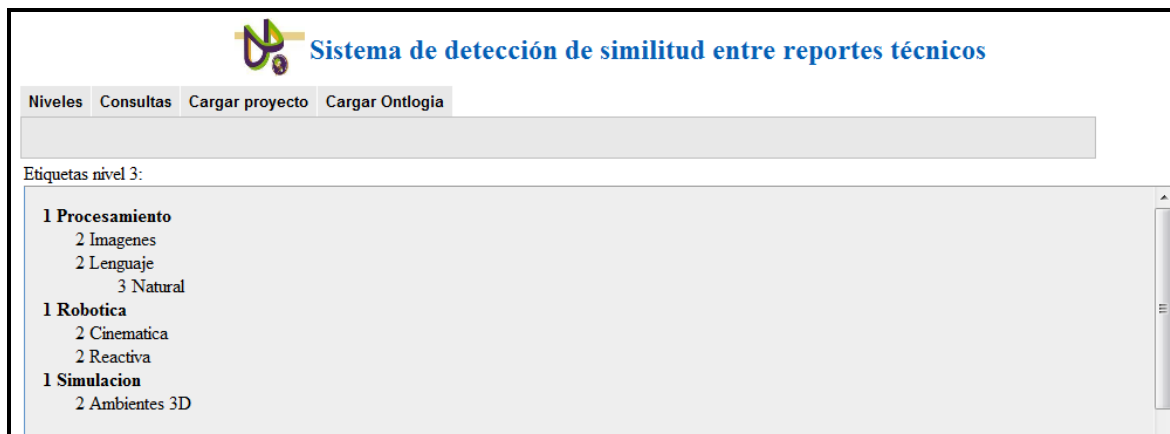 Sistema de detección de similitud entre reportes técnicos
Niveles Consultas Cargar proyecto Cargar Ontlogia
Etiquetas nivel 3:
1 Procesamiento
2 Imagenes
2 Lenguaje
3 Natural
1 Robotica
2 Cinematica
2 Reactiva
1 Simulacion
2 Ambientes 3D